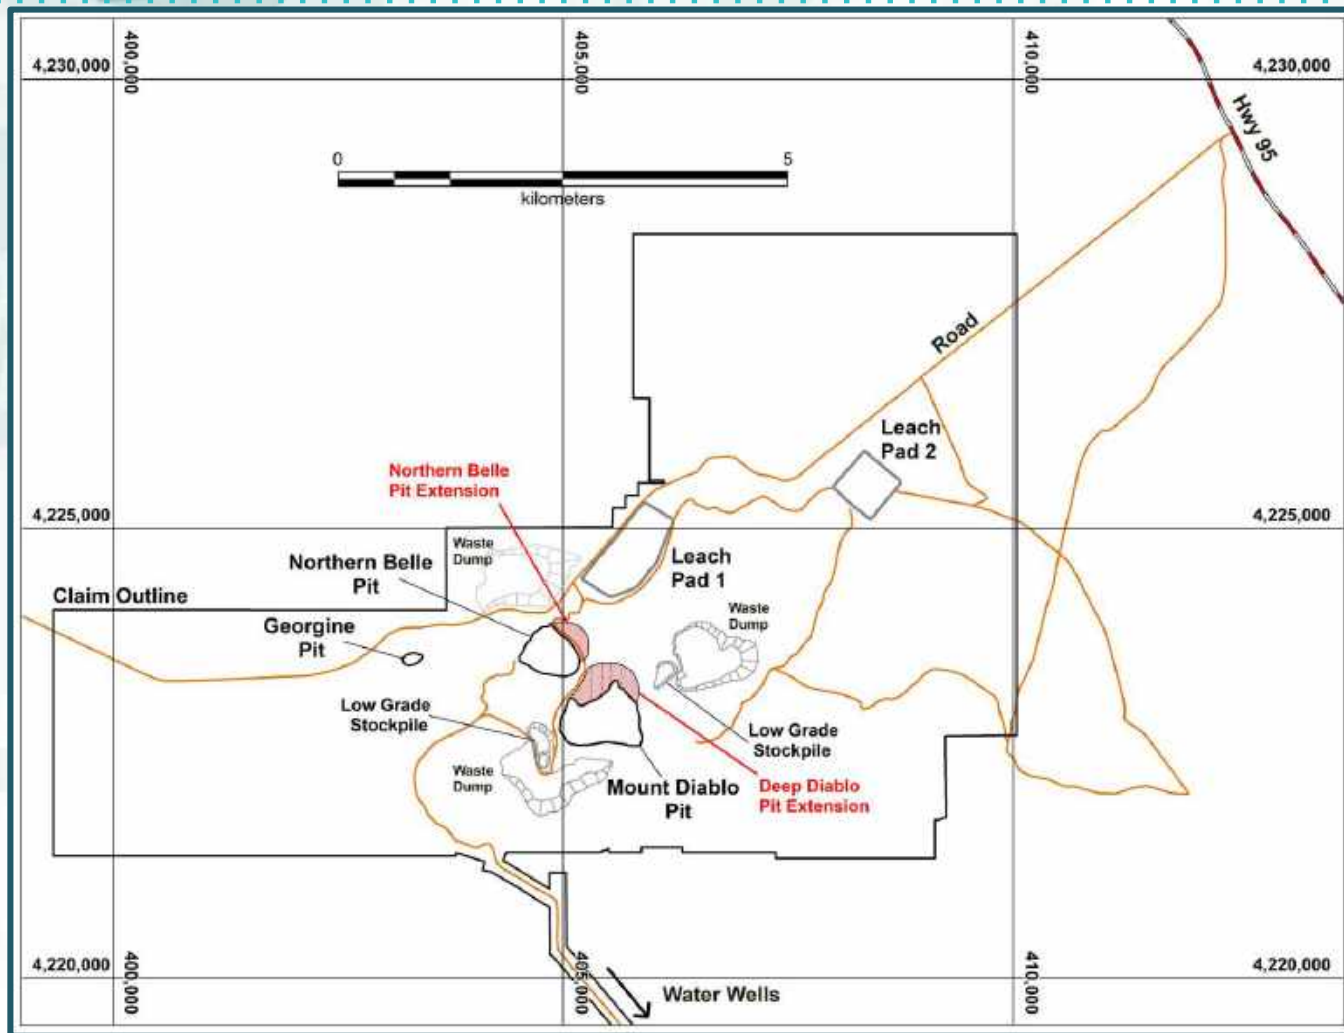 400,000
405,000
410,000
4,230,000
4,230,000
Hwy 95
0
5
kilometers
Road
Leach
Pad 2
Northern Belle
Pit Extension
4,225,000
4,225,000
Waste
Dump
Northern Belle
Pit
Leach
Pad 1
Claim Outline
Georgine
Pit
Waste
Dump
Low Grade
Stockpile
Low Grade
Stockpile
Waste
Dump
Mount Diablo
Pit
Deep Diablo
Pit Extension
4,220,000
400,000
405,000
410,000
4,220,000
Water Wells